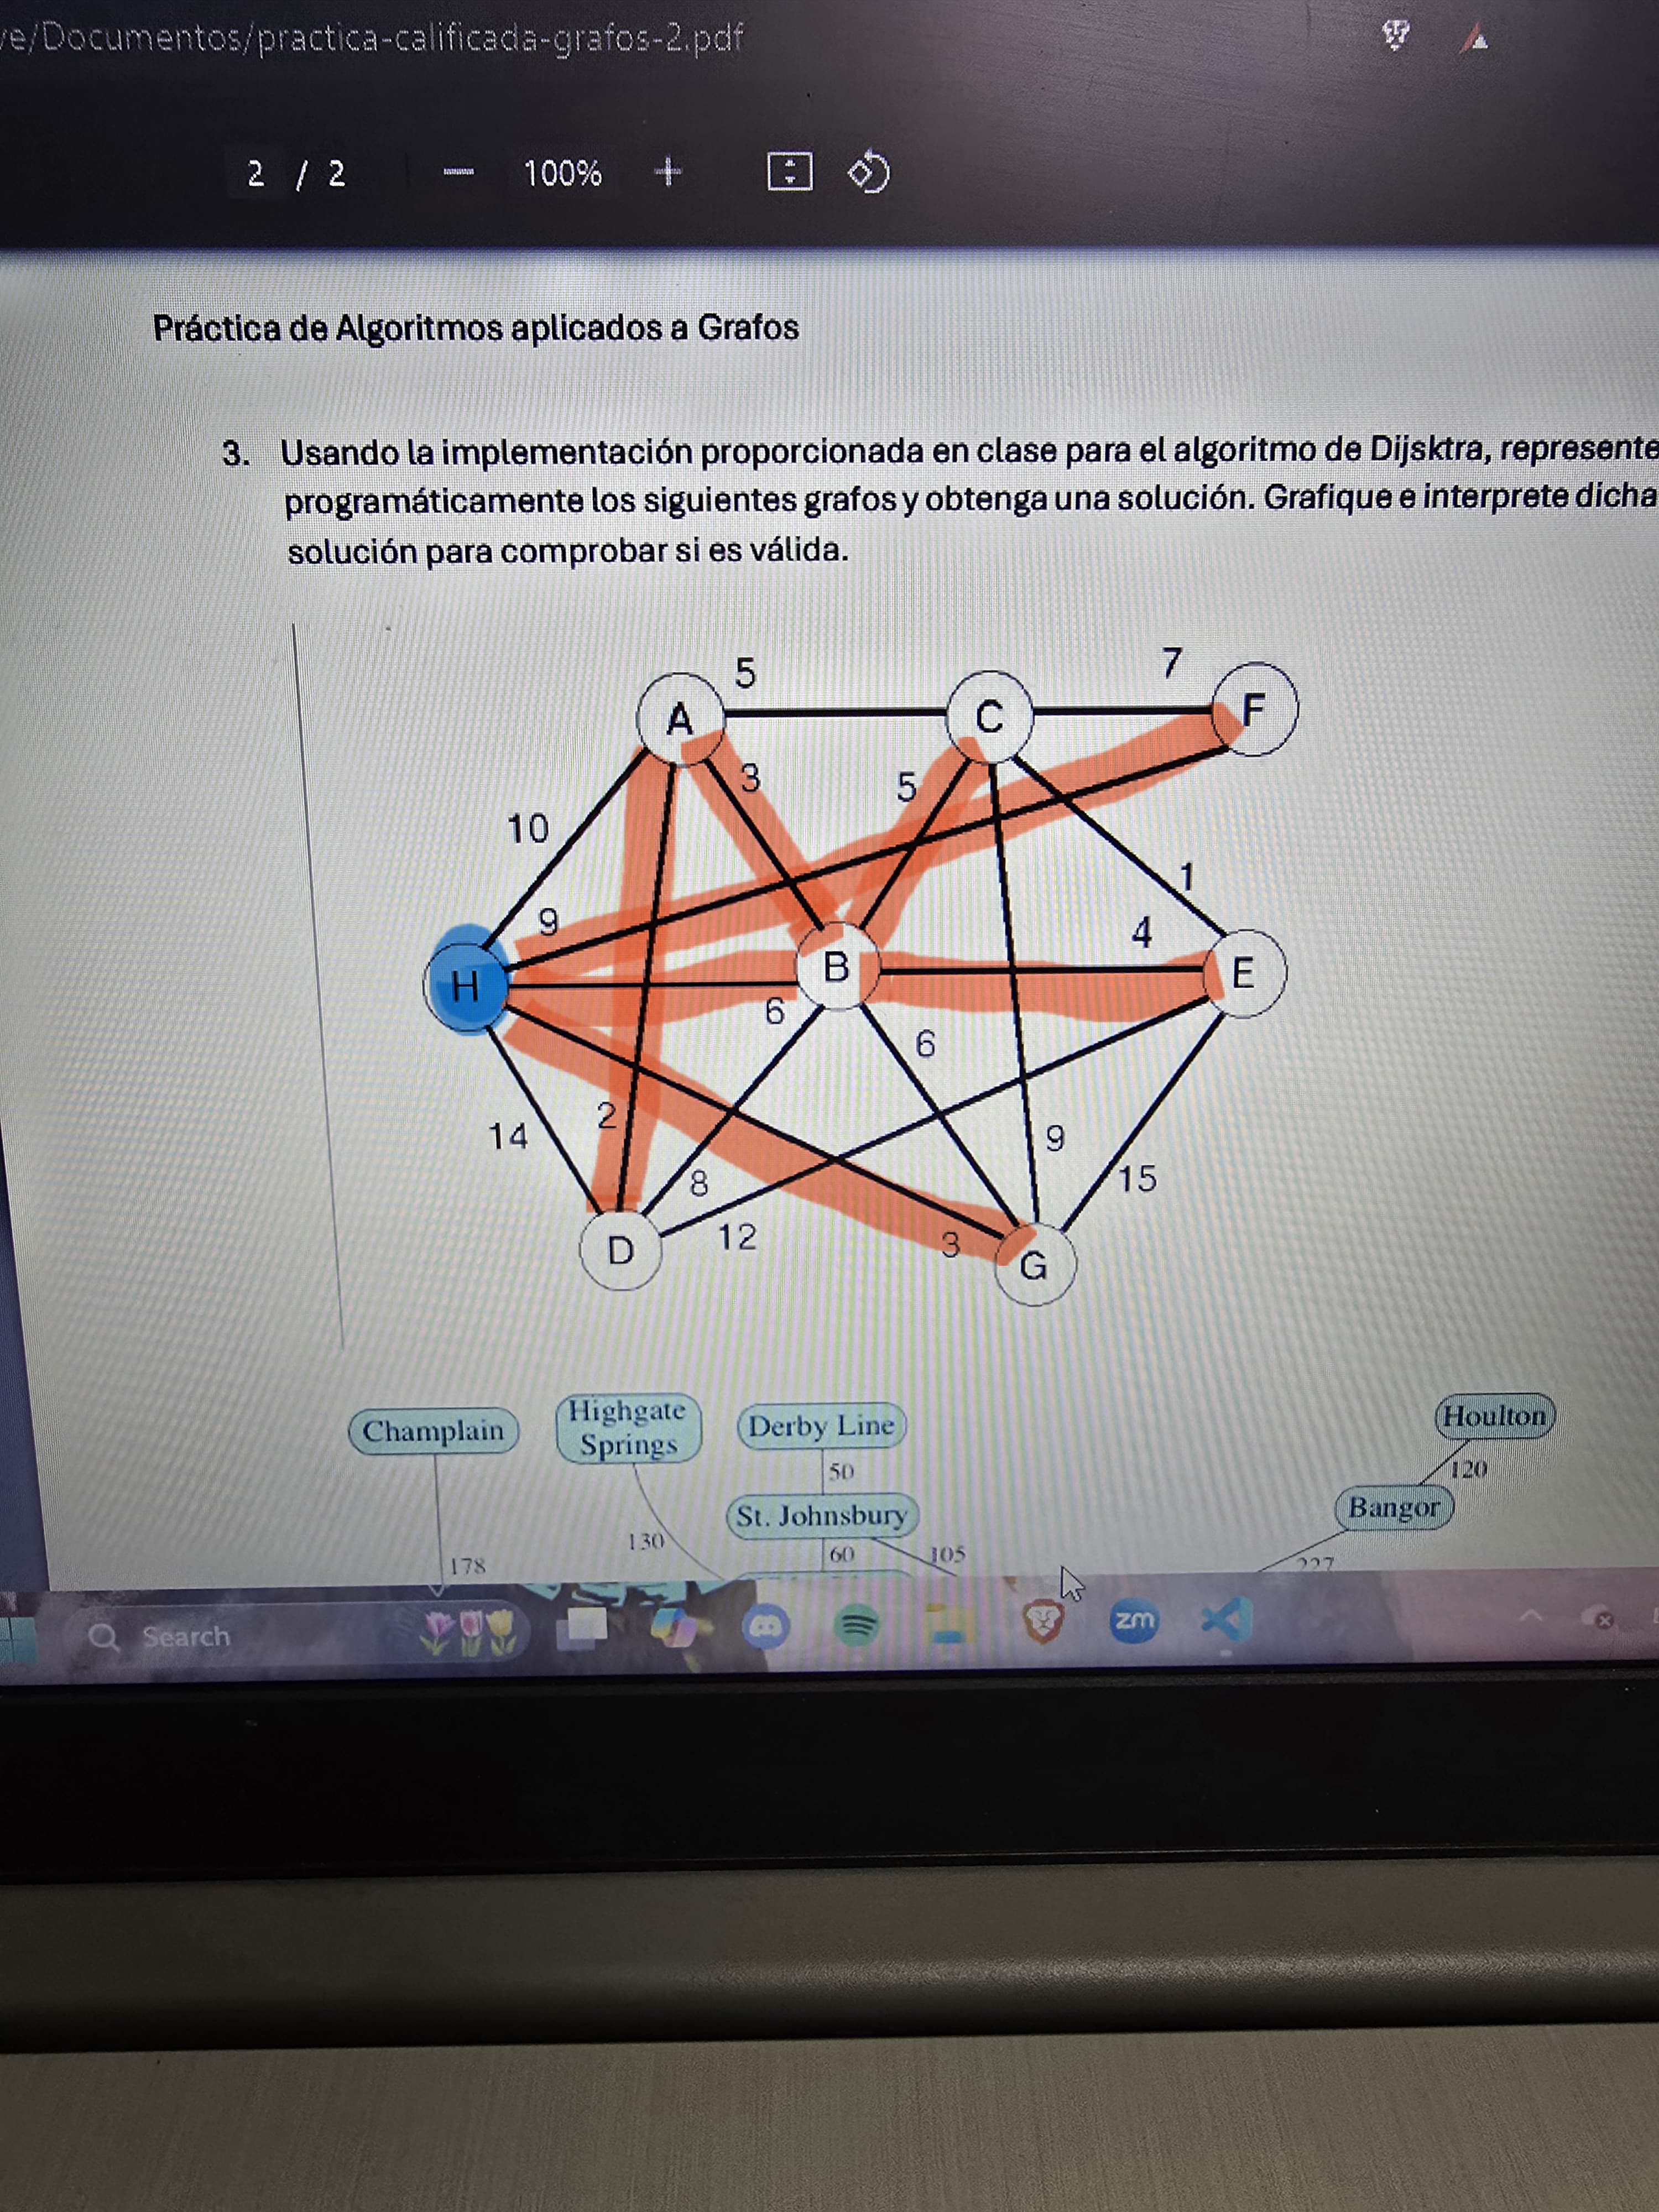 ve/Documentos/practica-calificada-grafos-2.pdf
2 / 2 — 100% +
Práctica de Algoritmos aplicados a Grafos
3. Usando la implementación proporcionada en clase para el algoritmo de Dijsktra, represente
programáticamente los siguientes grafos y obtenga una solución. Grafique e interprete dicha
solución para comprobar si es válida.
5 7
A C F
3 5
10
1
9 4
H B E
6
6
2
14 9
8 15
12 3
D G
Champlain Highgate Springs Derby Line Houlton
50 120
St. Johnsbury Bangor
130 60 105
178
Search zm